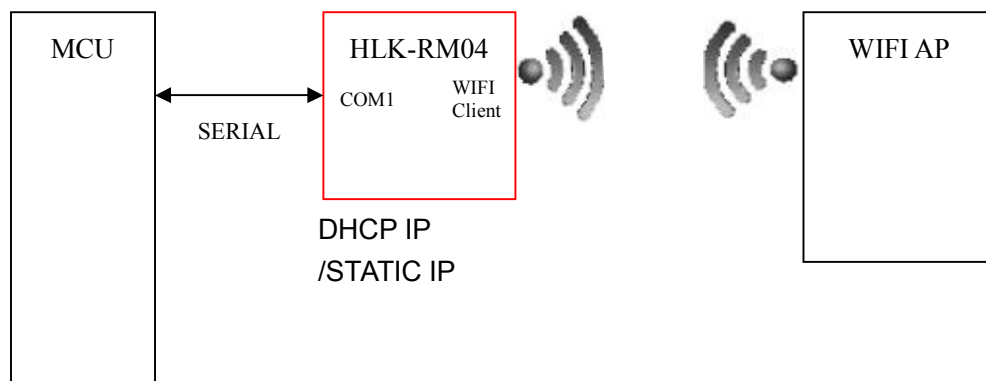 MCU
HLK-RM04
WIFI AP
COM1
WIFI
Client
SERIAL
DHCP IP
/STATIC IP